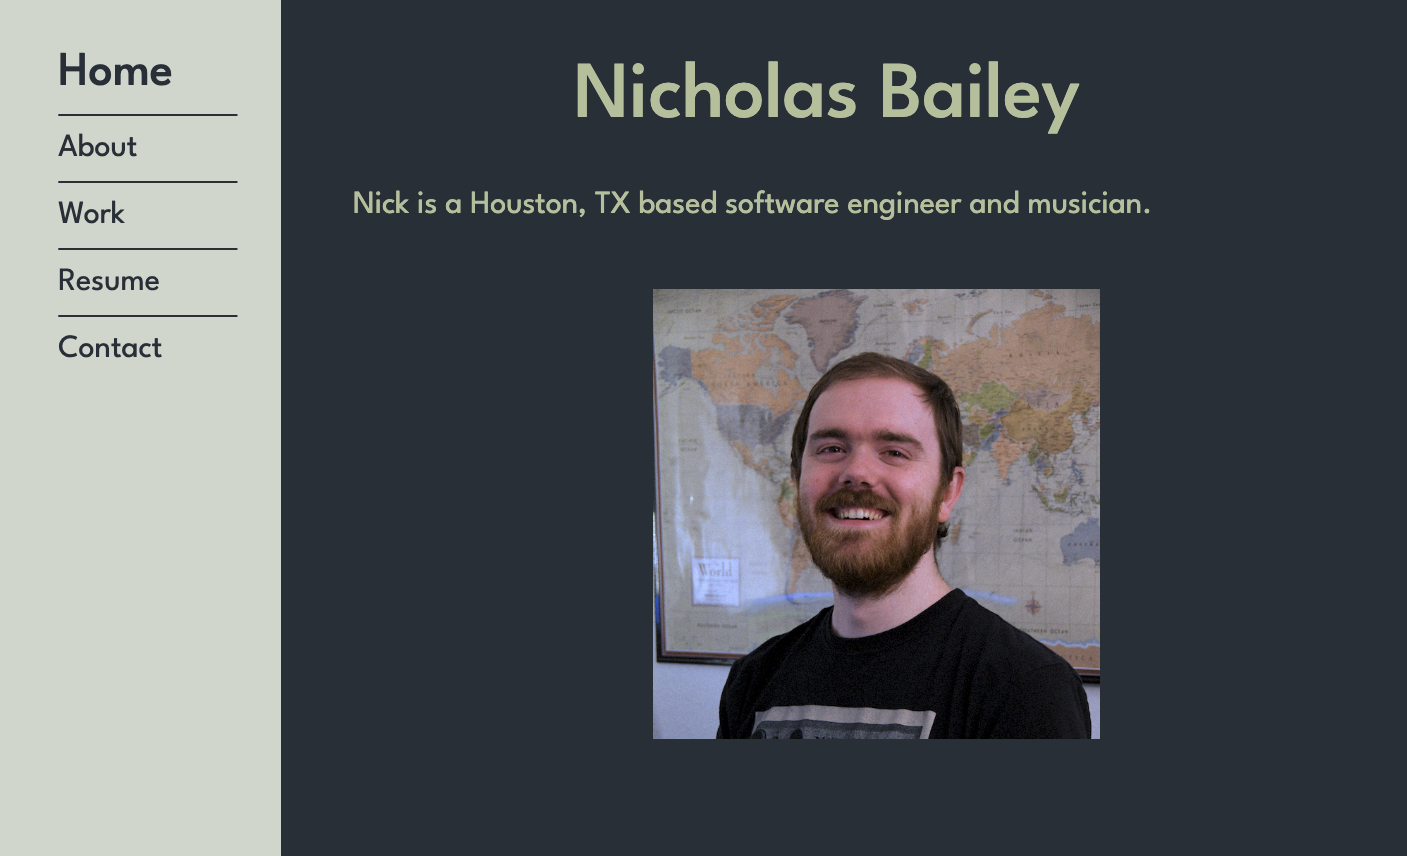 Home
About
Work
Resume
Contact
Nicholas Bailey
Nick is a Houston, TX based software engineer and musician.
World